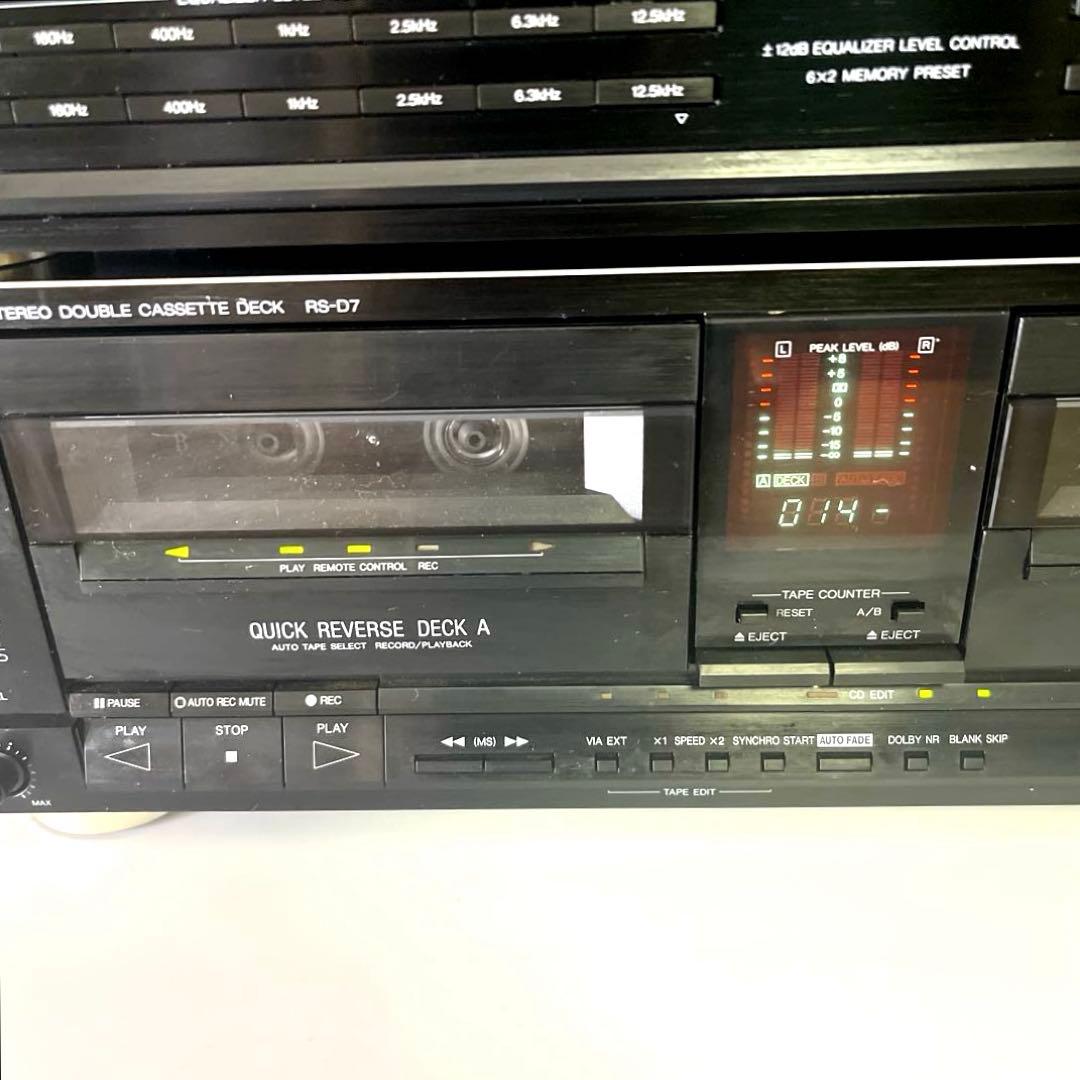 160Hz 400Hz 1kHz 2.5kHz 6.3kHz 12.5kHz
±12dB EQUALIZER LEVEL CONTROL
6×2 MEMORY PRESET
160Hz 400Hz 1kHz 2.5kHz 6.3kHz 12.5kHz
TEREO DOUBLE CASSETTE DECK RS-D7
L PEAK LEVEL (dB) R
+8
+5
0
-5
-10
-15
-∞
A DECK
014-
PLAY REMOTE CONTROL REC
TAPE COUNTER
RESET A/B
⏏ EJECT ⏏ EJECT
QUICK REVERSE DECK A
AUTO TAPE SELECT RECORD/PLAYBACK
CD EDIT
PAUSE AUTO REC MUTE REC
PLAY STOP PLAY
◀◀ (MS) ▶▶
VIA EXT ×1 SPEED ×2 SYNCHRO START AUTO FADE DOLBY NR BLANK SKIP
TAPE EDIT
MAX